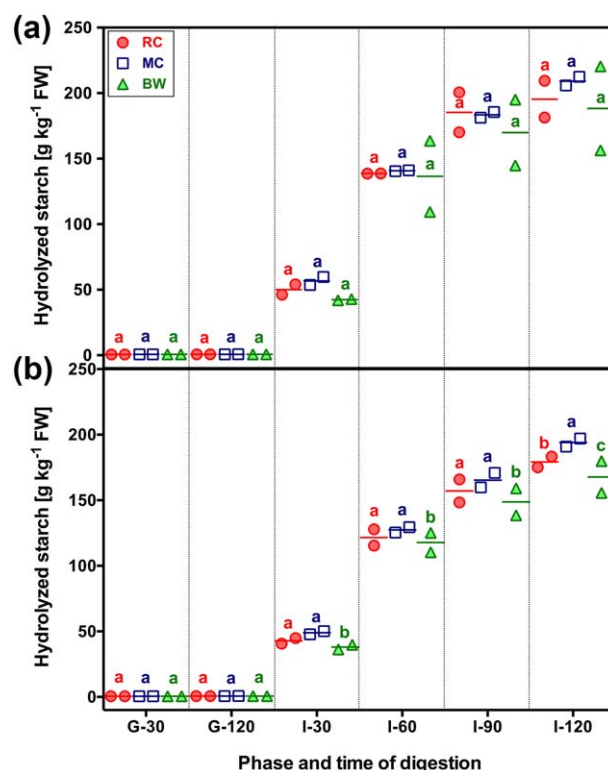 (a)
RC
MC
BW
Hydrolyzed starch [g kg-1 FW]
250
200
150
100
50
0
a a a a a a
a a a
a a a
a a a
a a a
(b)
Hydrolyzed starch [g kg-1 FW]
250
200
150
100
50
0
a a a a a a
a a b
a a b
a a b
b a c
G-30 G-120 I-30 I-60 I-90 I-120
Phase and time of digestion